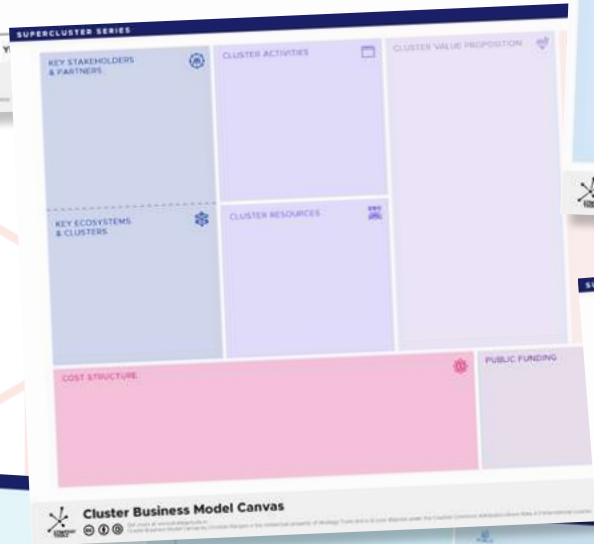 SUPERCLUSTER SERIES
KEY STAKEHOLDERS
& PARTNERS
CLUSTER ACTIVITIES
CLUSTER VALUE PROPOSITION
KEY ECOSYSTEMS
& CLUSTERS
CLUSTER RESOURCES
COST STRUCTURE
PUBLIC FUNDING
Cluster Business Model Canvas